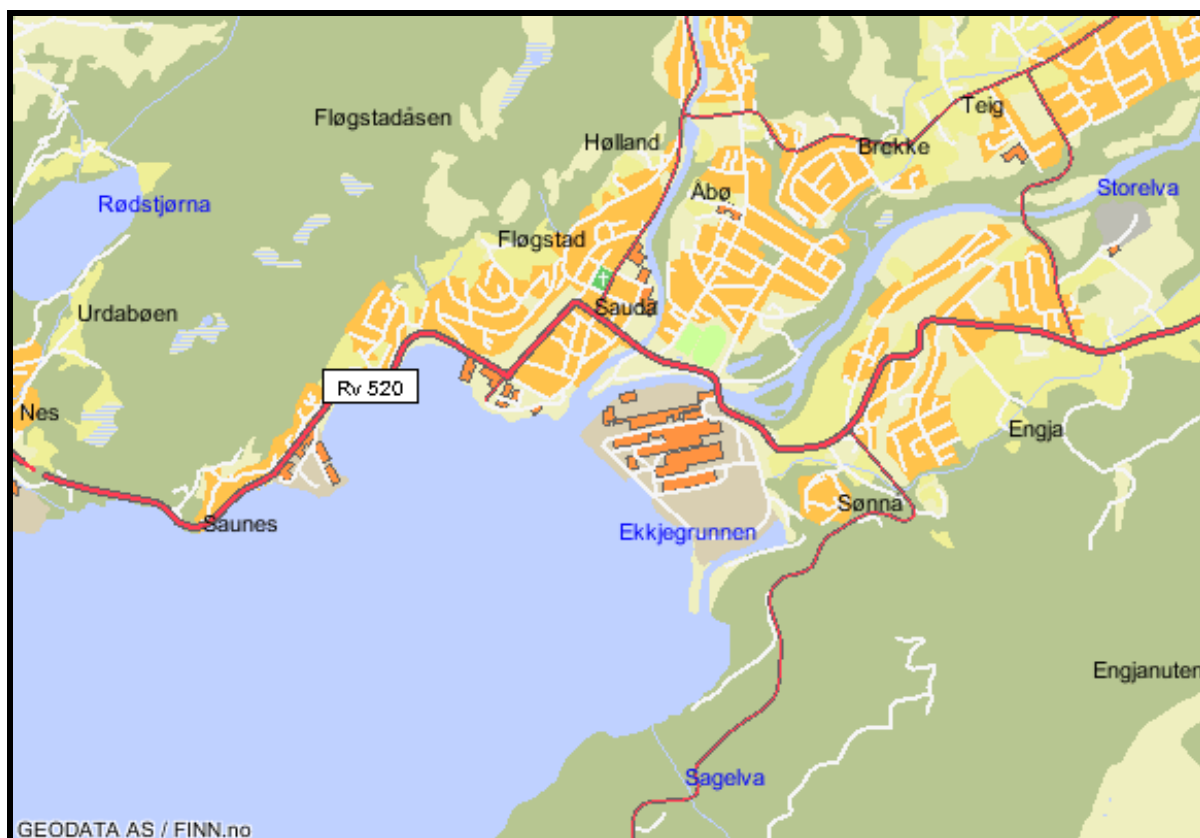 Teig
Fløgstadåsen
Hølland
Brekke
Storelva
Åbø
Rødstjørna
Fløgstad
Sauda
Urdabøen
Rv 520
Nes
Engja
Sønna
Saunes
Ekkjegrunnen
Engjanuten
Sagelva
GEODATA AS / FINN.no